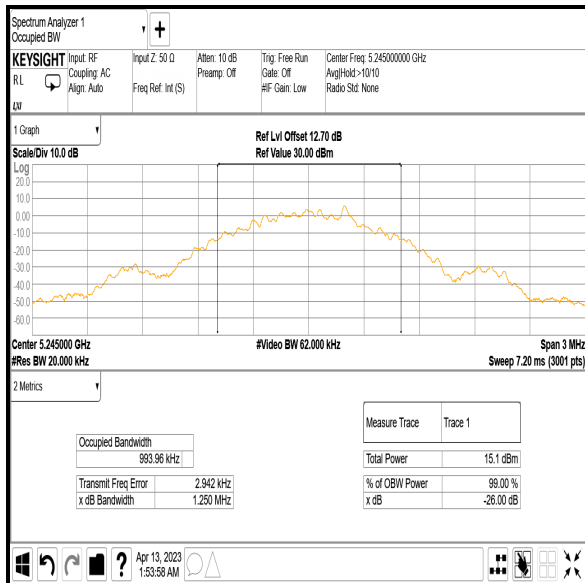 Spectrum Analyzer 1
Occupied BW
KEYSIGHT
RL
LXI
Input: RF
Coupling: AC
Align: Auto
Input Z: 50 Ω
Freq Ref: Int (S)
Atten: 10 dB
Preamp: Off
Trig: Free Run
Gate: Off
#IF Gain: Low
Center Freq: 5.245000000 GHz
Avg|Hold:>10/10
Radio Std: None
1 Graph
Scale/Div 10.0 dB
Ref Lvl Offset 12.70 dB
Ref Value 30.00 dBm
Log
20.0
10.0
0.00
-10.0
-20.0
-30.0
-40.0
-50.0
-60.0
Center 5.245000 GHz
#Res BW 20.000 kHz
#Video BW 62.000 kHz
Span 3 MHz
Sweep 7.20 ms (3001 pts)
2 Metrics
Occupied Bandwidth
993.96 kHz
Transmit Freq Error 2.942 kHz
x dB Bandwidth 1.250 MHz
Measure Trace Trace 1
Total Power 15.1 dBm
% of OBW Power 99.00 %
x dB -26.00 dB
?
Apr 13, 2023
1:53:58 AM